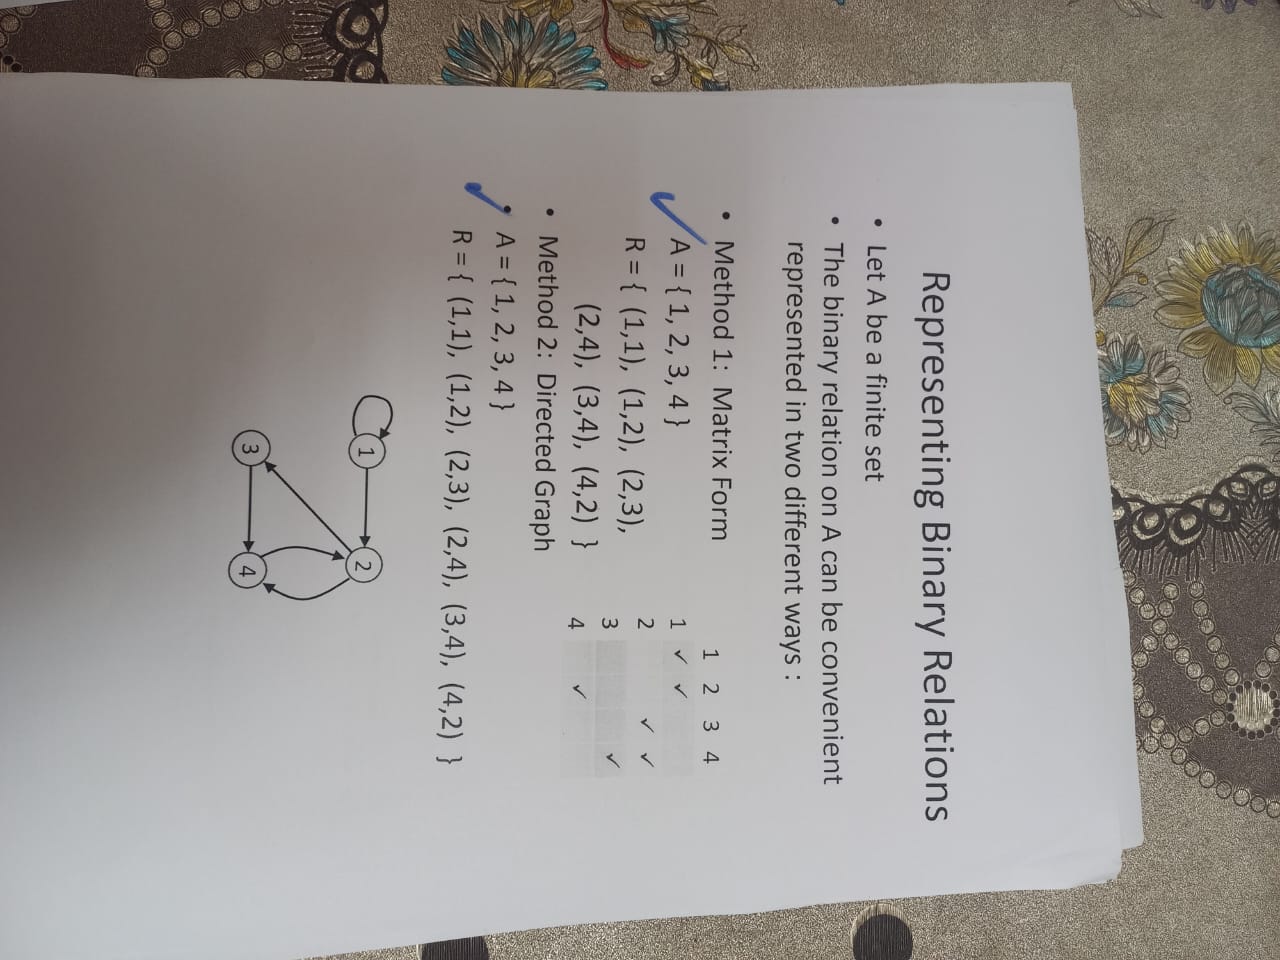 Representing Binary Relations
• Let A be a finite set
• The binary relation on A can be convenient
represented in two different ways :
• Method 1: Matrix Form
A = { 1, 2, 3, 4 }
R = { (1,1), (1,2), (2,3),
(2,4), (3,4), (4,2) }
1 2 3 4
1 ✓ ✓
2 ✓ ✓
3 ✓
4 ✓
• Method 2: Directed Graph
• A = { 1, 2, 3, 4 }
R = { (1,1), (1,2), (2,3), (2,4), (3,4), (4,2) }
1 2
3 4